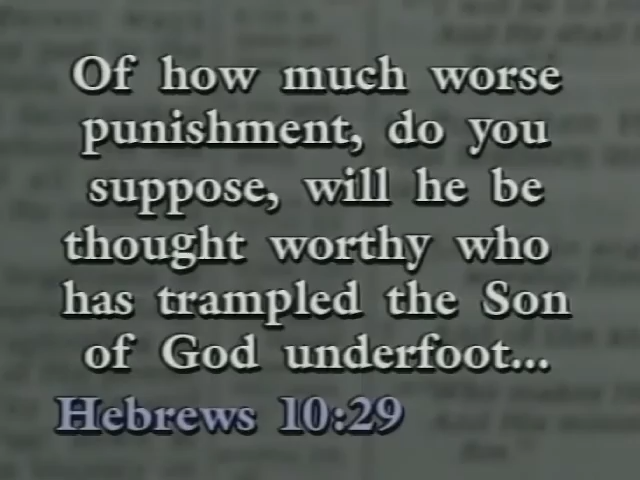 Of how much worse
punishment, do you
suppose, will he be
thought worthy who
has trampled the Son
of God underfoot...
Hebrews 10:29